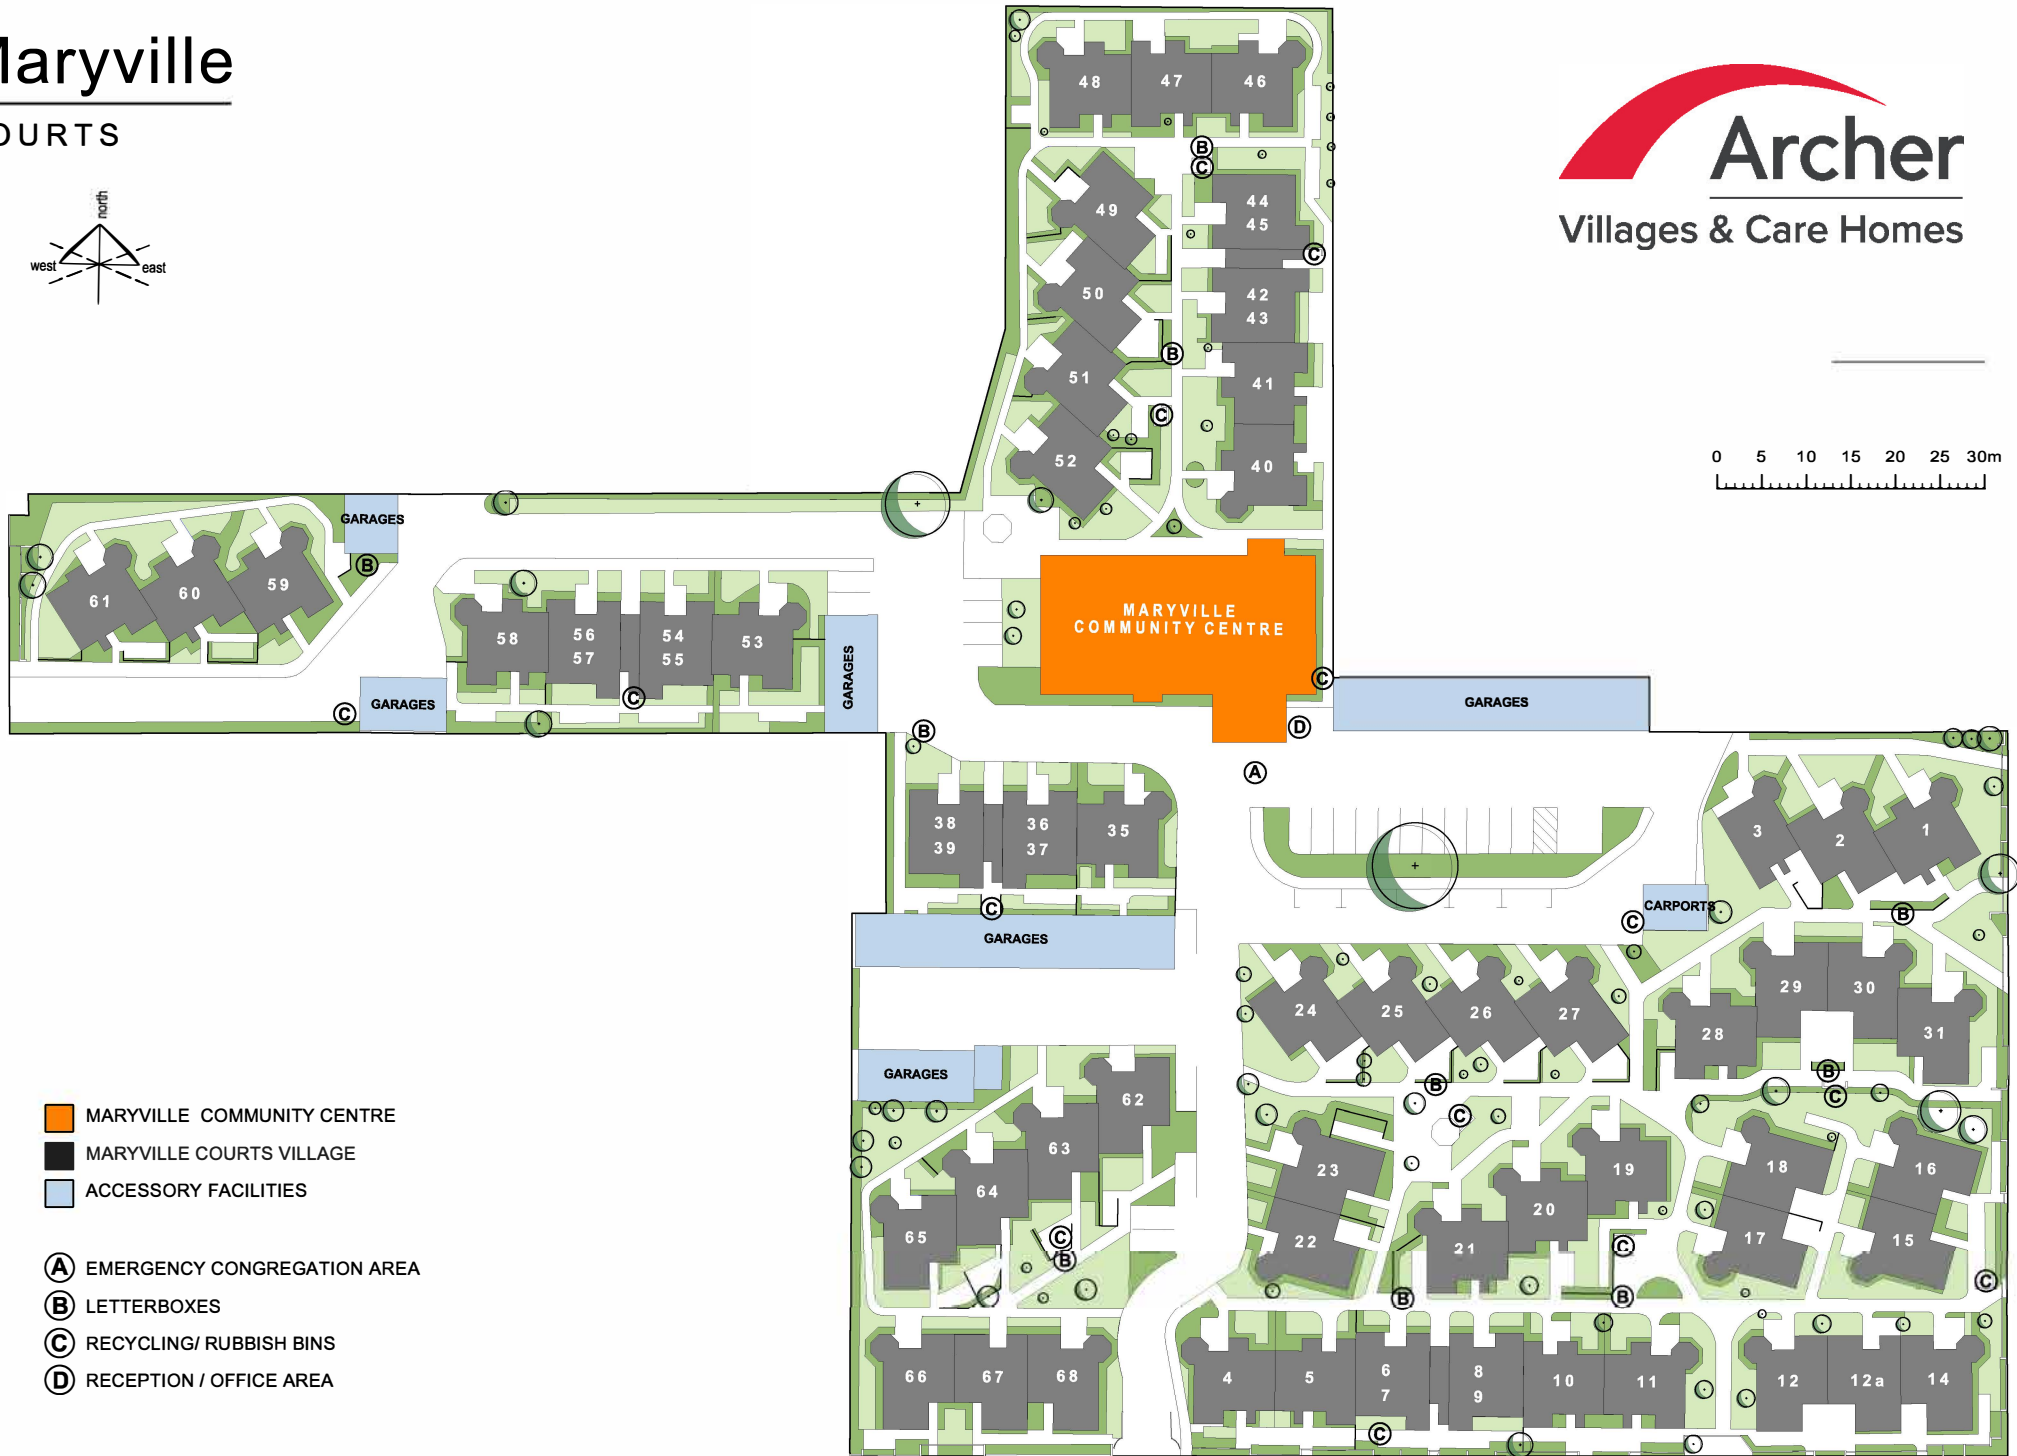 Maryville
OURTS
north
west
east
Archer
Villages & Care Homes
0 5 10 15 20 25 30m
48 47 46
B
C
49
44
45
C
50
42
43
B
51
41
C
52
40
GARAGES
B
61 60 59
58
56
57
54
55
53
C
GARAGES
C
GARAGES
MARYVILLE
COMMUNITY CENTRE
C
GARAGES
D
A
B
38
39
36
37
35
C
GARAGES
3 2 1
CARPORTS
C
B
24 25 26 27
28 29 30 31
B
C
GARAGES
62
63
64
65
C
B
B
C
23
22
19
20
21
C
B
B
18
17
16
15
C
66 67 68
4 5
6
7
8
9
10 11
12 12a 14
C
MARYVILLE COMMUNITY CENTRE
MARYVILLE COURTS VILLAGE
ACCESSORY FACILITIES
A EMERGENCY CONGREGATION AREA
B LETTERBOXES
C RECYCLING/ RUBBISH BINS
D RECEPTION / OFFICE AREA